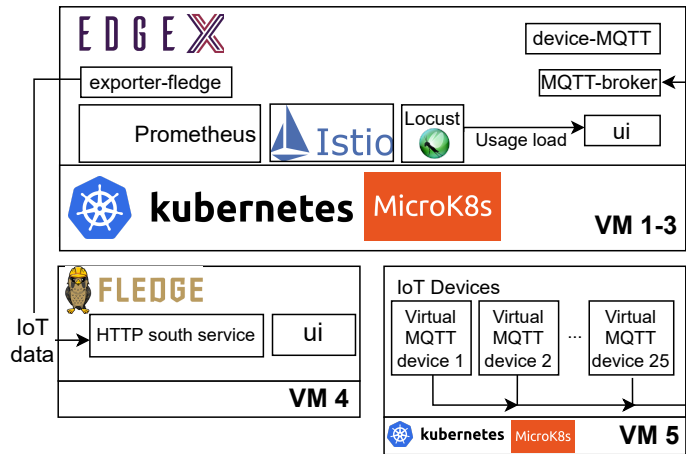 EDGE X
device-MQTT
exporter-fledge
MQTT-broker
Prometheus
Istio
Locust
Usage load
ui
kubernetes
MicroK8s
VM 1-3
FLEDGE
IoT
data
HTTP south service
ui
VM 4
IoT Devices
Virtual
MQTT
device 1
Virtual
MQTT
device 2
...
Virtual
MQTT
device 25
kubernetes
MicroK8s
VM 5